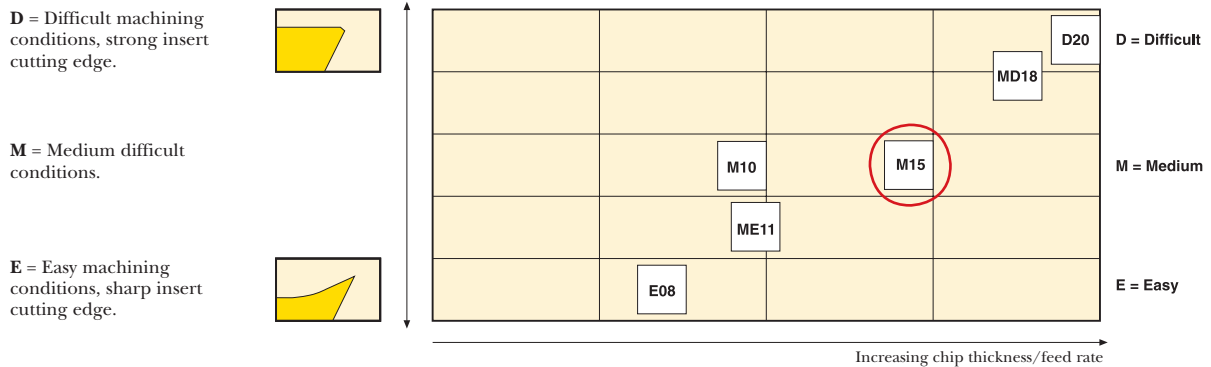 D = Difficult machining
conditions, strong insert
cutting edge.
M = Medium difficult
conditions.
E = Easy machining
conditions, sharp insert
cutting edge.
D20
MD18
M10
M15
ME11
E08
D = Difficult
M = Medium
E = Easy
Increasing chip thickness/feed rate